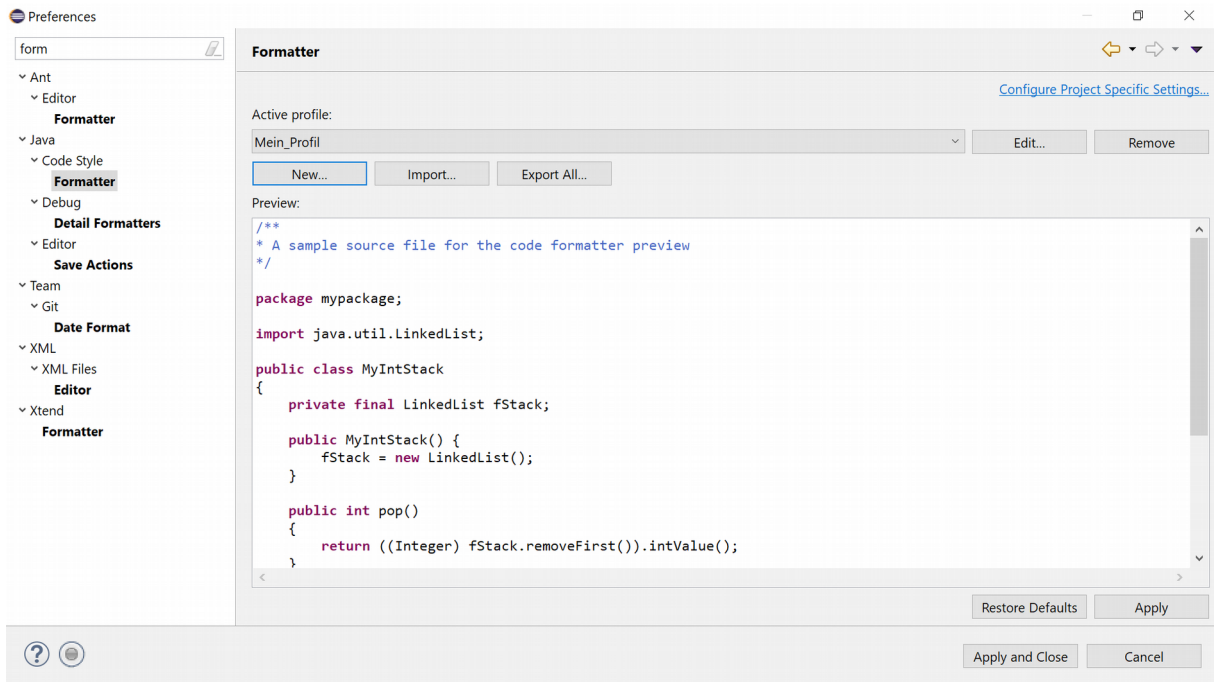 Preferences
form
Formatter
Ant
Editor
Formatter
Java
Code Style
Formatter
Debug
Detail Formatters
Editor
Save Actions
Team
Git
Date Format
XML
XML Files
Editor
Xtend
Formatter
Configure Project Specific Settings...
Active profile:
Mein_Profil
Edit...
Remove
New...
Import...
Export All...
Preview:
/**
* A sample source file for the code formatter preview
*/
package mypackage;
import java.util.LinkedList;
public class MyIntStack
{
    private final LinkedList fStack;
    public MyIntStack() {
        fStack = new LinkedList();
    }
    public int pop()
    {
        return ((Integer) fStack.removeFirst()).intValue();
    }
Restore Defaults
Apply
?
Apply and Close
Cancel